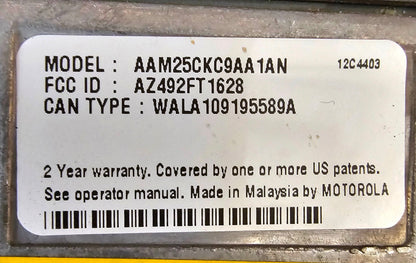 MODEL : AAM25CKC9AA1AN 12C4403
FCC ID : AZ492FT1628
CAN TYPE : WALA109195589A
2 Year warranty. Covered by one or more US patents.
See operator manual. Made in Malaysia by MOTOROLA